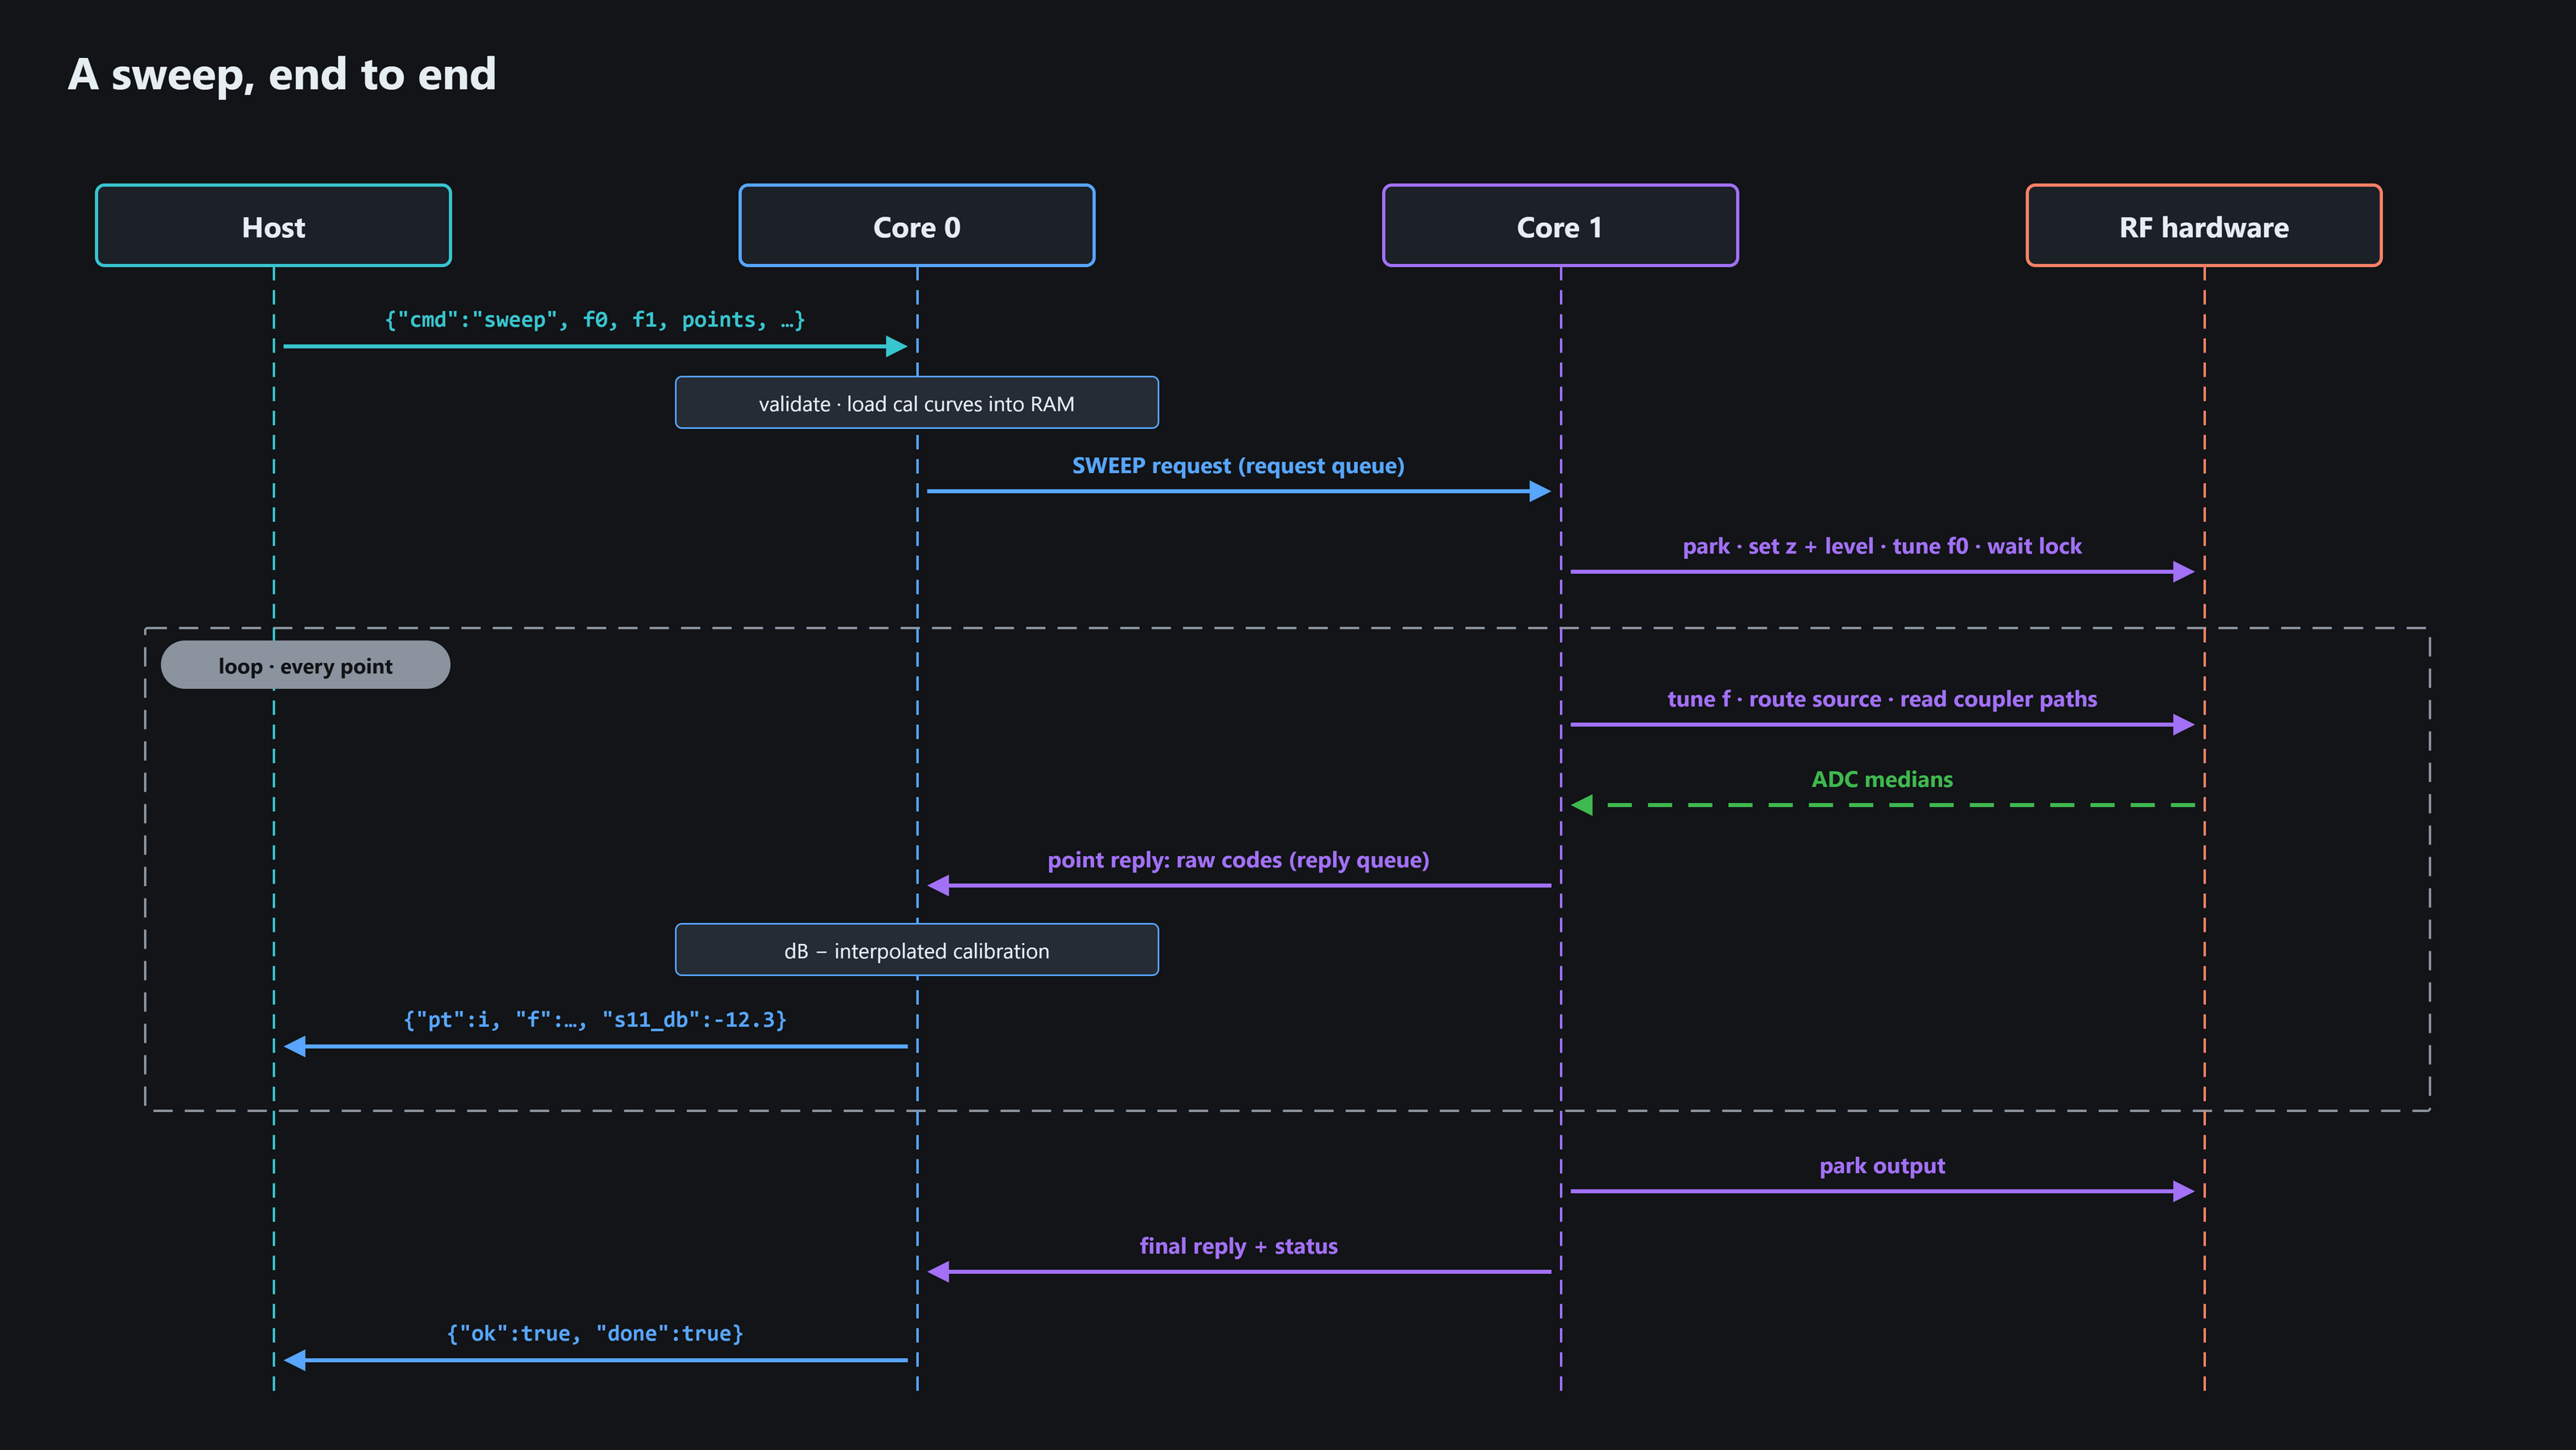 A sweep, end to end
Host
Core 0
Core 1
RF hardware
{"cmd":"sweep", f0, f1, points, …}
validate · load cal curves into RAM
SWEEP request (request queue)
park · set z + level · tune f0 · wait lock
loop · every point
tune f · route source · read coupler paths
ADC medians
point reply: raw codes (reply queue)
dB − interpolated calibration
{"pt":i, "f":…, "s11_db":-12.3}
park output
final reply + status
{"ok":true, "done":true}